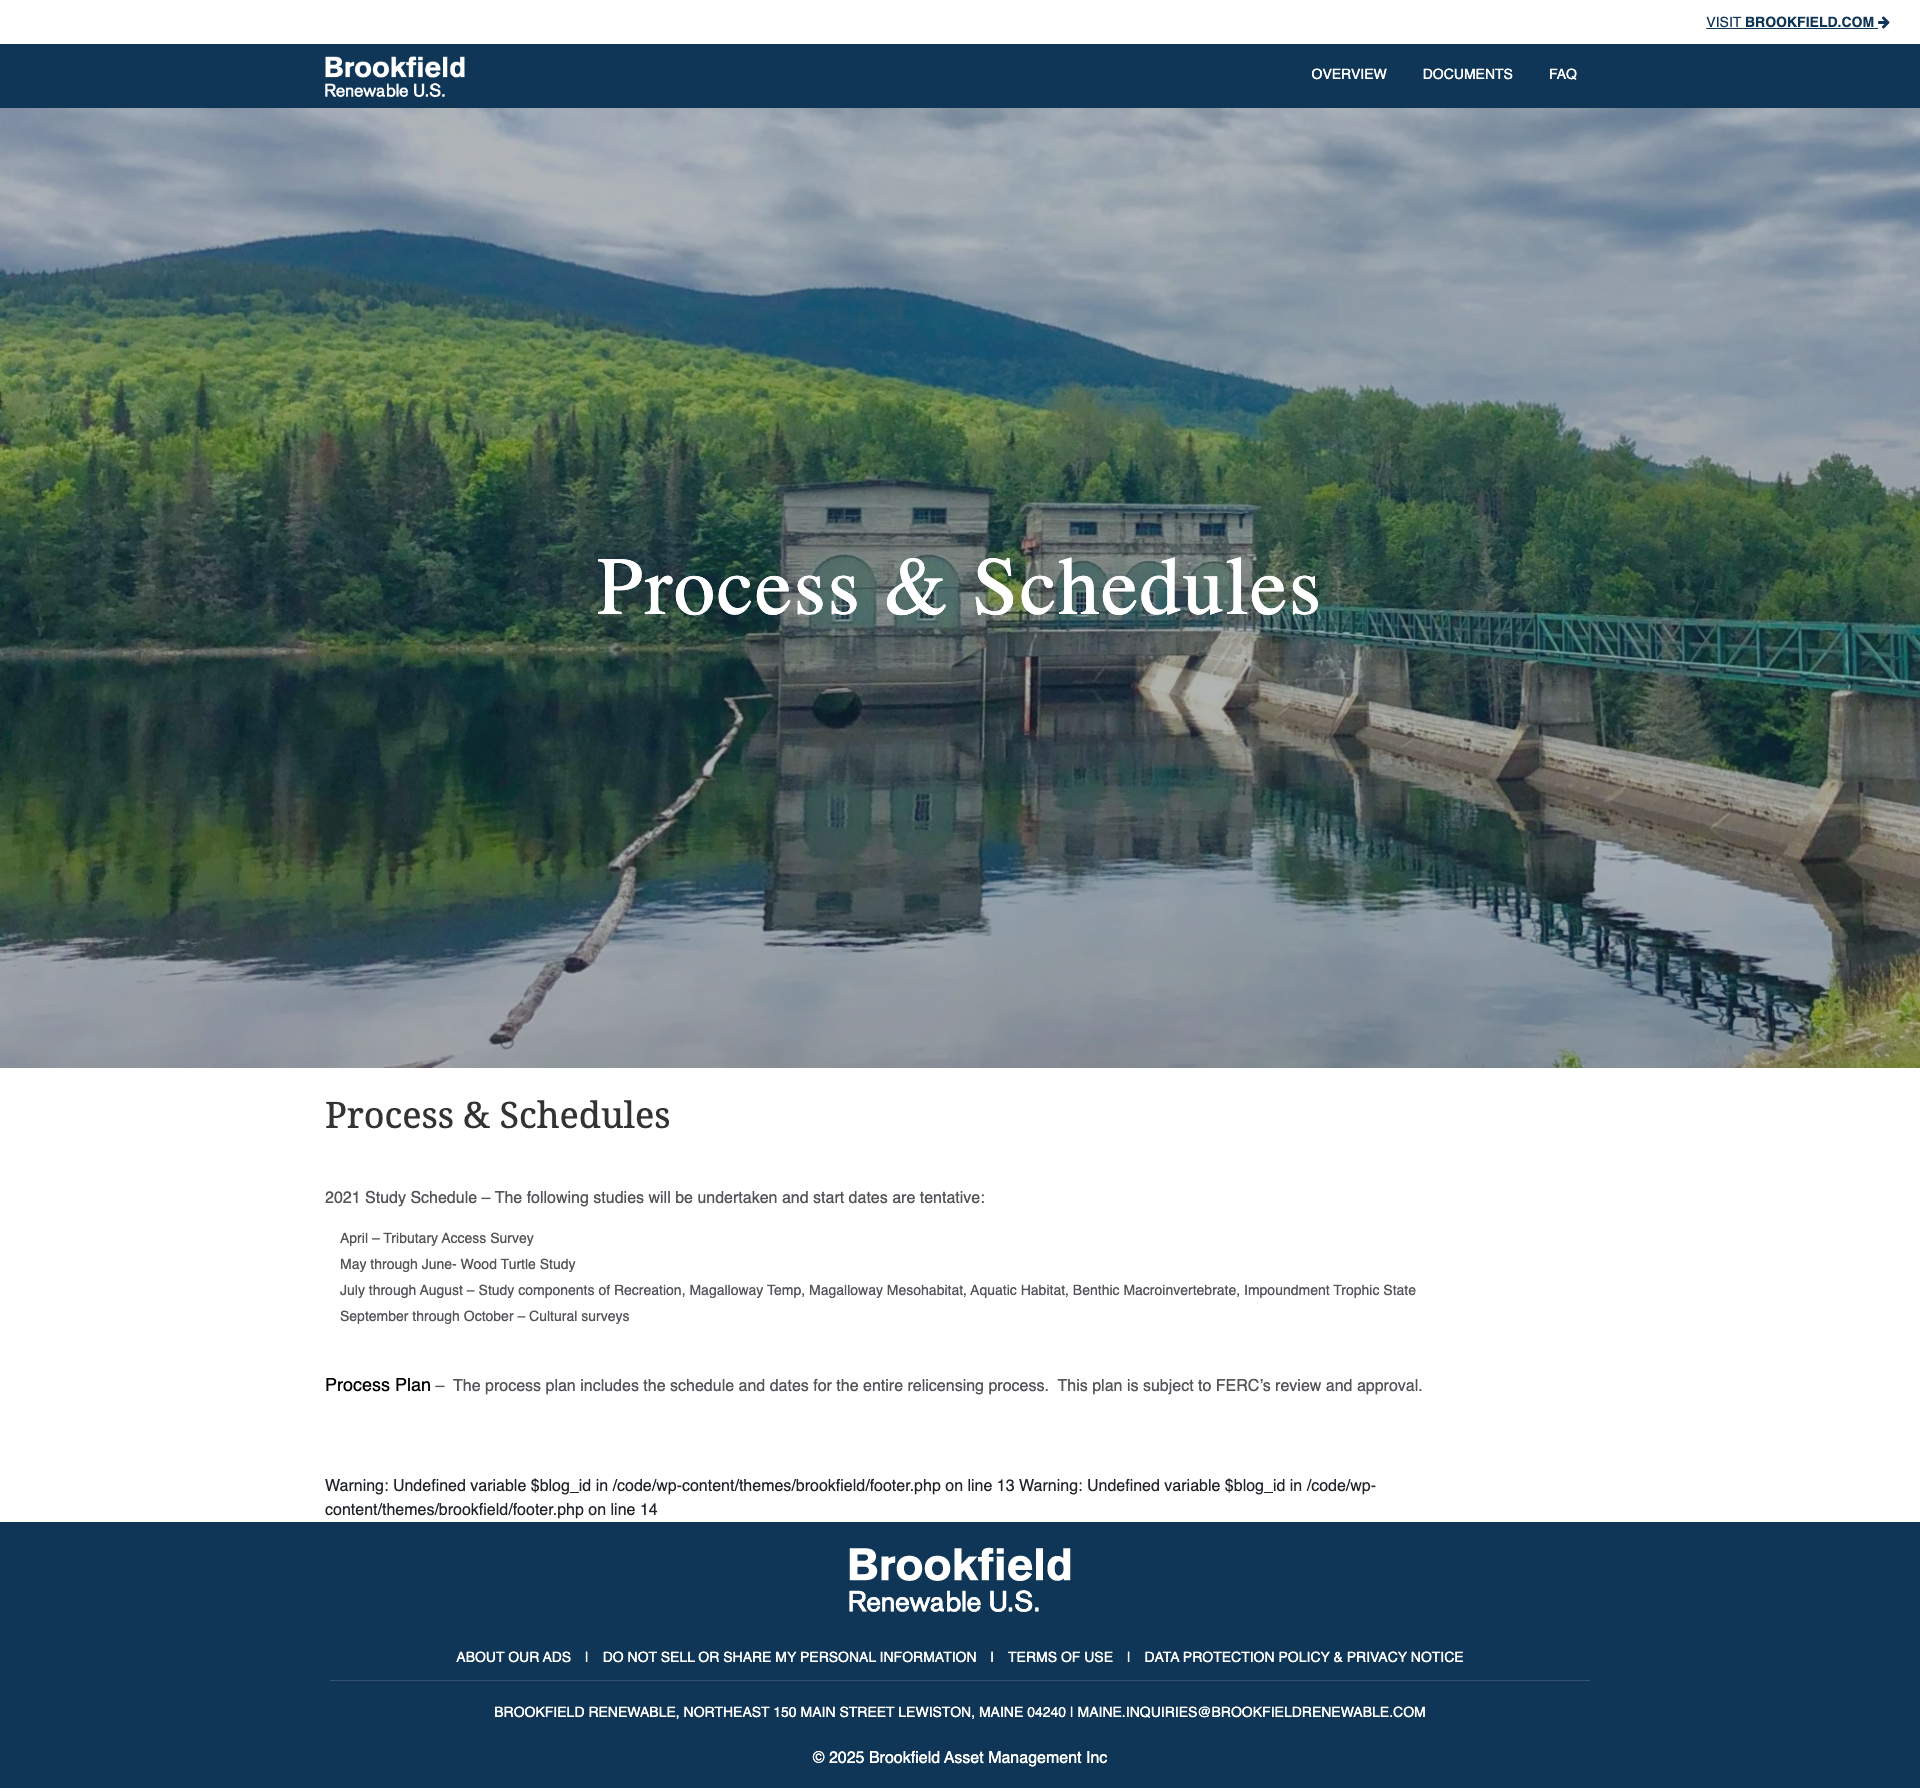 VISIT BROOKFIELD.COM
Brookfield
Renewable U.S.
OVERVIEW DOCUMENTS FAQ
Process & Schedules
Process & Schedules
2021 Study Schedule – The following studies will be undertaken and start dates are tentative:
April – Tributary Access Survey
May through June- Wood Turtle Study
July through August – Study components of Recreation, Magalloway Temp, Magalloway Mesohabitat, Aquatic Habitat, Benthic Macroinvertebrate, Impoundment Trophic State
September through October – Cultural surveys
Process Plan –  The process plan includes the schedule and dates for the entire relicensing process.  This plan is subject to FERC’s review and approval.
Warning: Undefined variable $blog_id in /code/wp-content/themes/brookfield/footer.php on line 13 Warning: Undefined variable $blog_id in /code/wp-
content/themes/brookfield/footer.php on line 14
Brookfield
Renewable U.S.
ABOUT OUR ADS | DO NOT SELL OR SHARE MY PERSONAL INFORMATION | TERMS OF USE | DATA PROTECTION POLICY & PRIVACY NOTICE
BROOKFIELD RENEWABLE, NORTHEAST 150 MAIN STREET LEWISTON, MAINE 04240 | MAINE.INQUIRIES@BROOKFIELDRENEWABLE.COM
© 2025 Brookfield Asset Management Inc